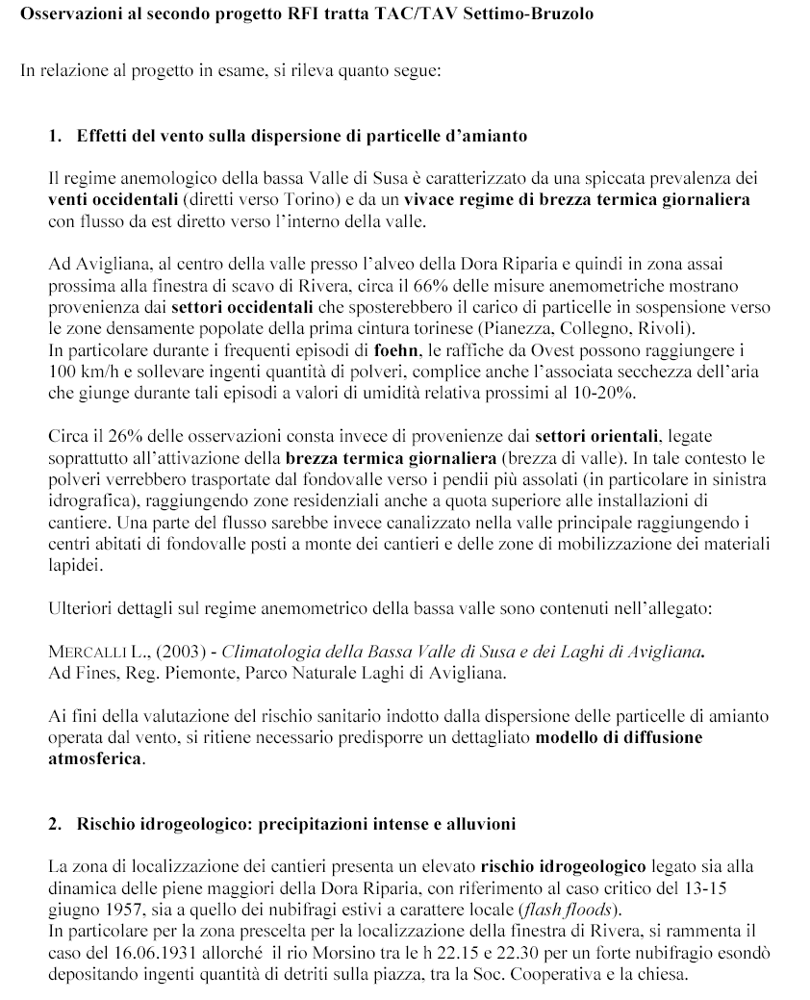 Osservazioni al secondo progetto RFI tratta TAC/TAV Settimo-Bruzolo
In relazione al progetto in esame, si rileva quanto segue:
1. Effetti del vento sulla dispersione di particelle d'amianto
Il regime anemologico della bassa Valle di Susa è caratterizzato da una spiccata prevalenza dei
venti occidentali (diretti verso Torino) e da un vivace regime di brezza termica giornaliera
con flusso da est diretto verso l'interno della valle.
Ad Avigliana, al centro della valle presso l'alveo della Dora Riparia e quindi in zona assai
prossima alla finestra di scavo di Rivera, circa il 66% delle misure anemometriche mostrano
provenienza dai settori occidentali che sposterebbero il carico di particelle in sospensione verso
le zone densamente popolate della prima cintura torinese (Pianezza, Collegno, Rivoli).
In particolare durante i frequenti episodi di foehn, le raffiche da Ovest possono raggiungere i
100 km/h e sollevare ingenti quantità di polveri, complice anche l'associata secchezza dell'aria
che giunge durante tali episodi a valori di umidità relativa prossimi al 10-20%.
Circa il 26% delle osservazioni consta invece di provenienze dai settori orientali, legate
soprattutto all'attivazione della brezza termica giornaliera (brezza di valle). In tale contesto le
polveri verrebbero trasportate dal fondovalle verso i pendii più assolati (in particolare in sinistra
idrografica), raggiungendo zone residenziali anche a quota superiore alle installazioni di
cantiere. Una parte del flusso sarebbe invece canalizzato nella valle principale raggiungendo i
centri abitati di fondovalle posti a monte dei cantieri e delle zone di mobilizzazione dei materiali
lapidei.
Ulteriori dettagli sul regime anemometrico della bassa valle sono contenuti nell'allegato:
MERCALLI L., (2003) - Climatologia della Bassa Valle di Susa e dei Laghi di Avigliana.
Ad Fines, Reg. Piemonte, Parco Naturale Laghi di Avigliana.
Ai fini della valutazione del rischio sanitario indotto dalla dispersione delle particelle di amianto
operata dal vento, si ritiene necessario predisporre un dettagliato modello di diffusione
atmosferica.
2. Rischio idrogeologico: precipitazioni intense e alluvioni
La zona di localizzazione dei cantieri presenta un elevato rischio idrogeologico legato sia alla
dinamica delle piene maggiori della Dora Riparia, con riferimento al caso critico del 13-15
giugno 1957, sia a quello dei nubifragi estivi a carattere locale (flash floods).
In particolare per la zona prescelta per la localizzazione della finestra di Rivera, si rammenta il
caso del 16.06.1931 allorché il rio Morsino tra le h 22.15 e 22.30 per un forte nubifragio esondò
depositando ingenti quantità di detriti sulla piazza, tra la Soc. Cooperativa e la chiesa.